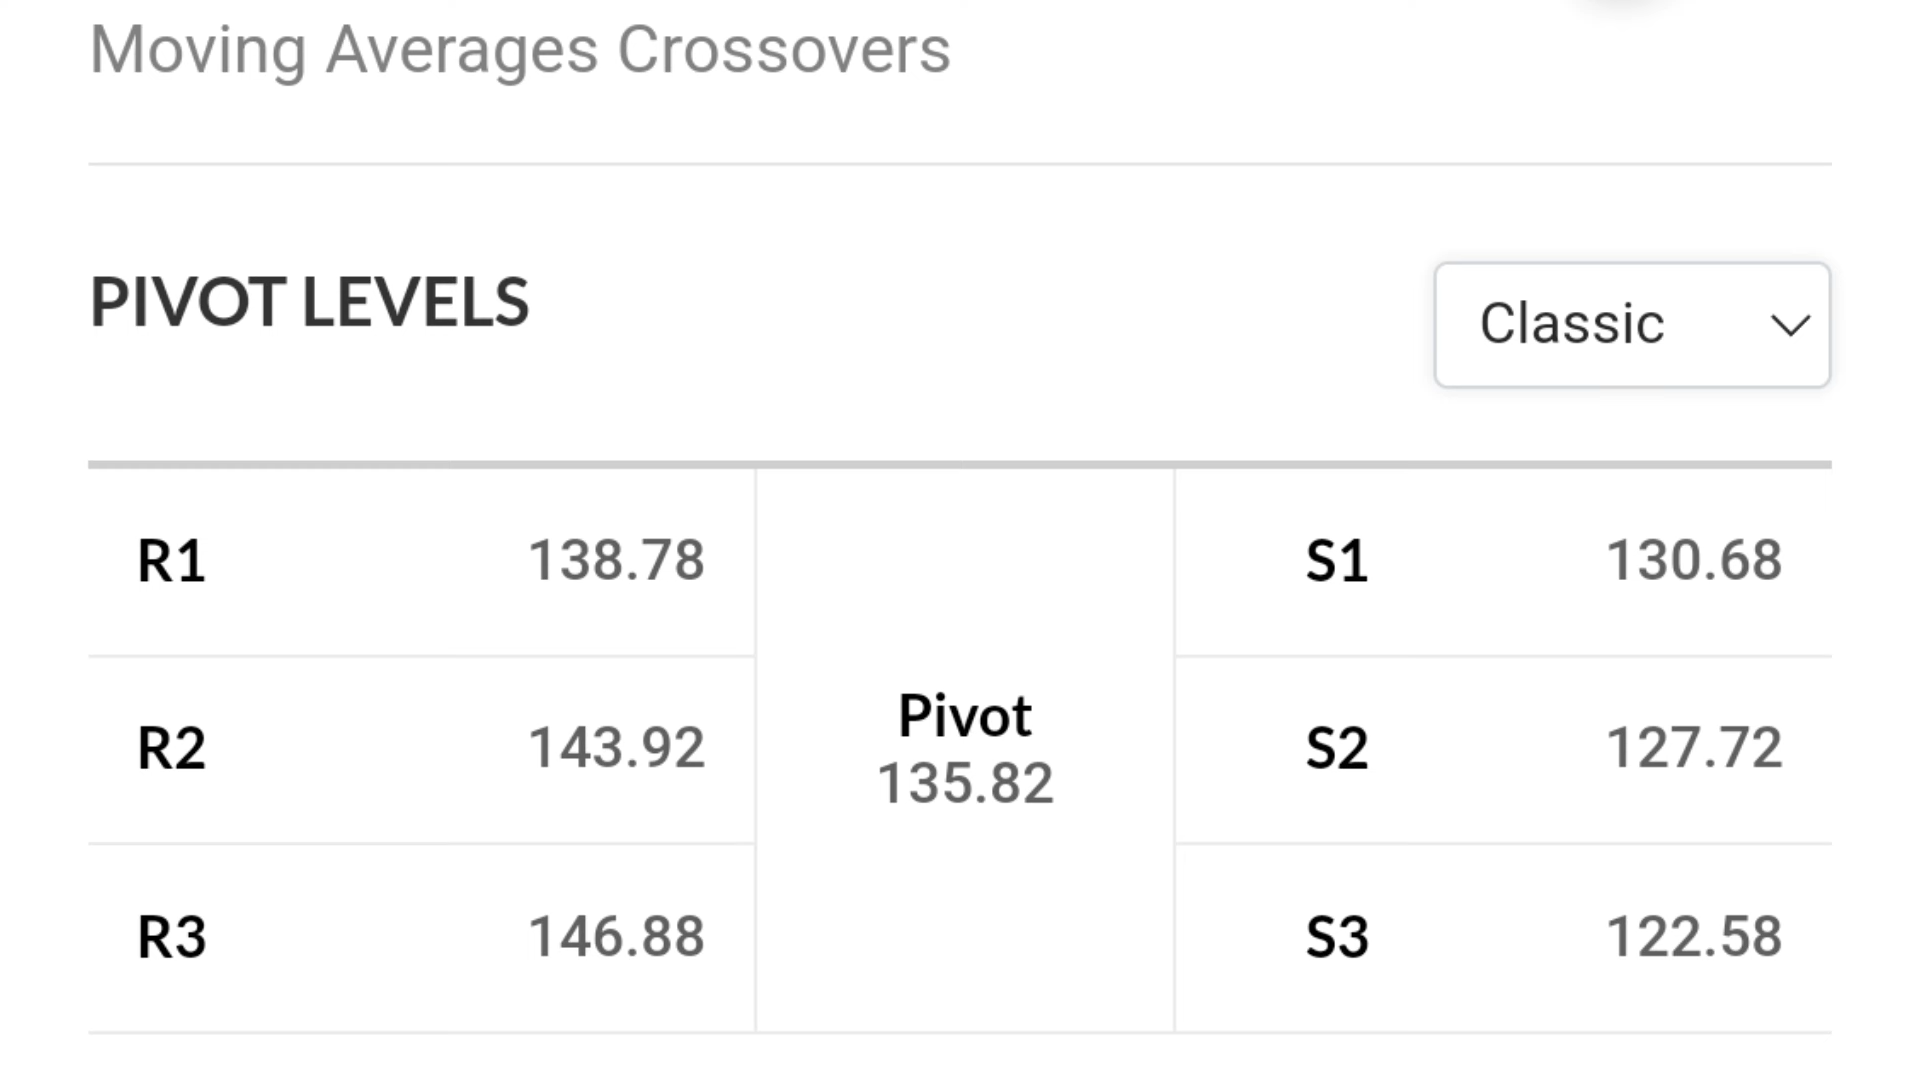 Moving Averages Crossovers
PIVOT LEVELS
Classic
R1 138.78
R2 143.92
R3 146.88
Pivot
135.82
S1 130.68
S2 127.72
S3 122.58